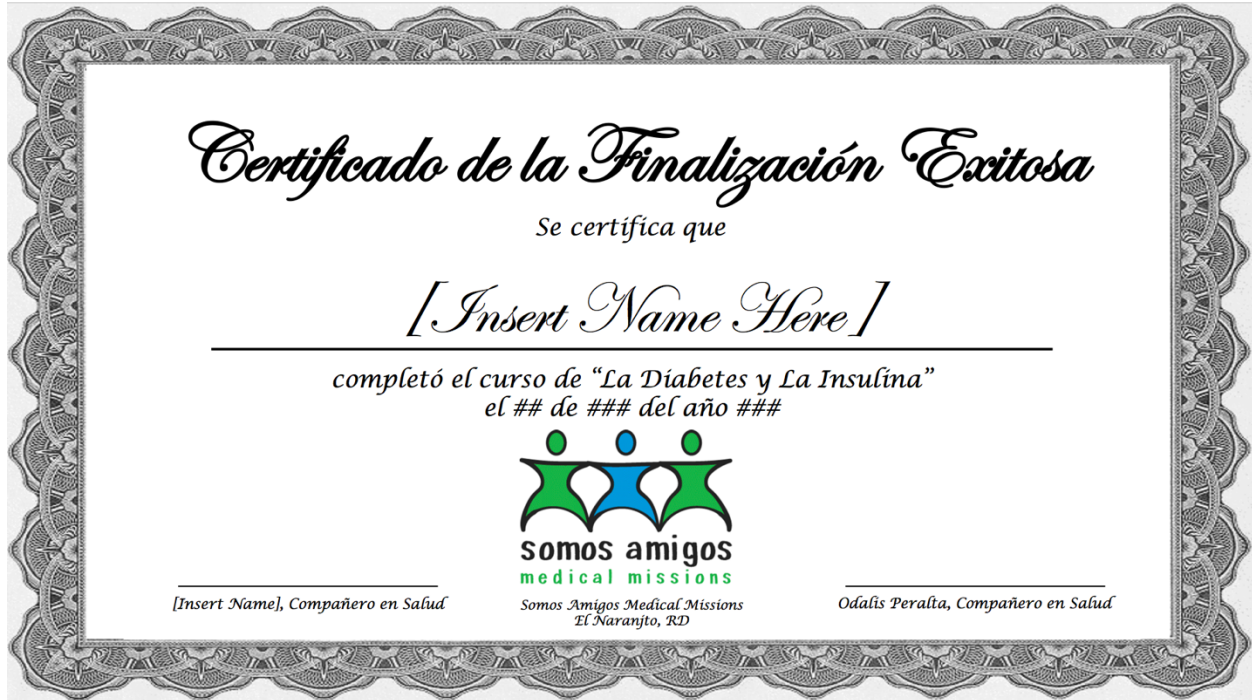 Certificado de la Finalización Exitosa
Se certifica que
[Insert Name Here]
completó el curso de “La Diabetes y La Insulina”
el ## de ### del año ###
somos amigos
medical missions
[Insert Name], Compañero en Salud
Somos Amigos Medical Missions
El Naranjto, RD
Odalis Peralta, Compañero en Salud